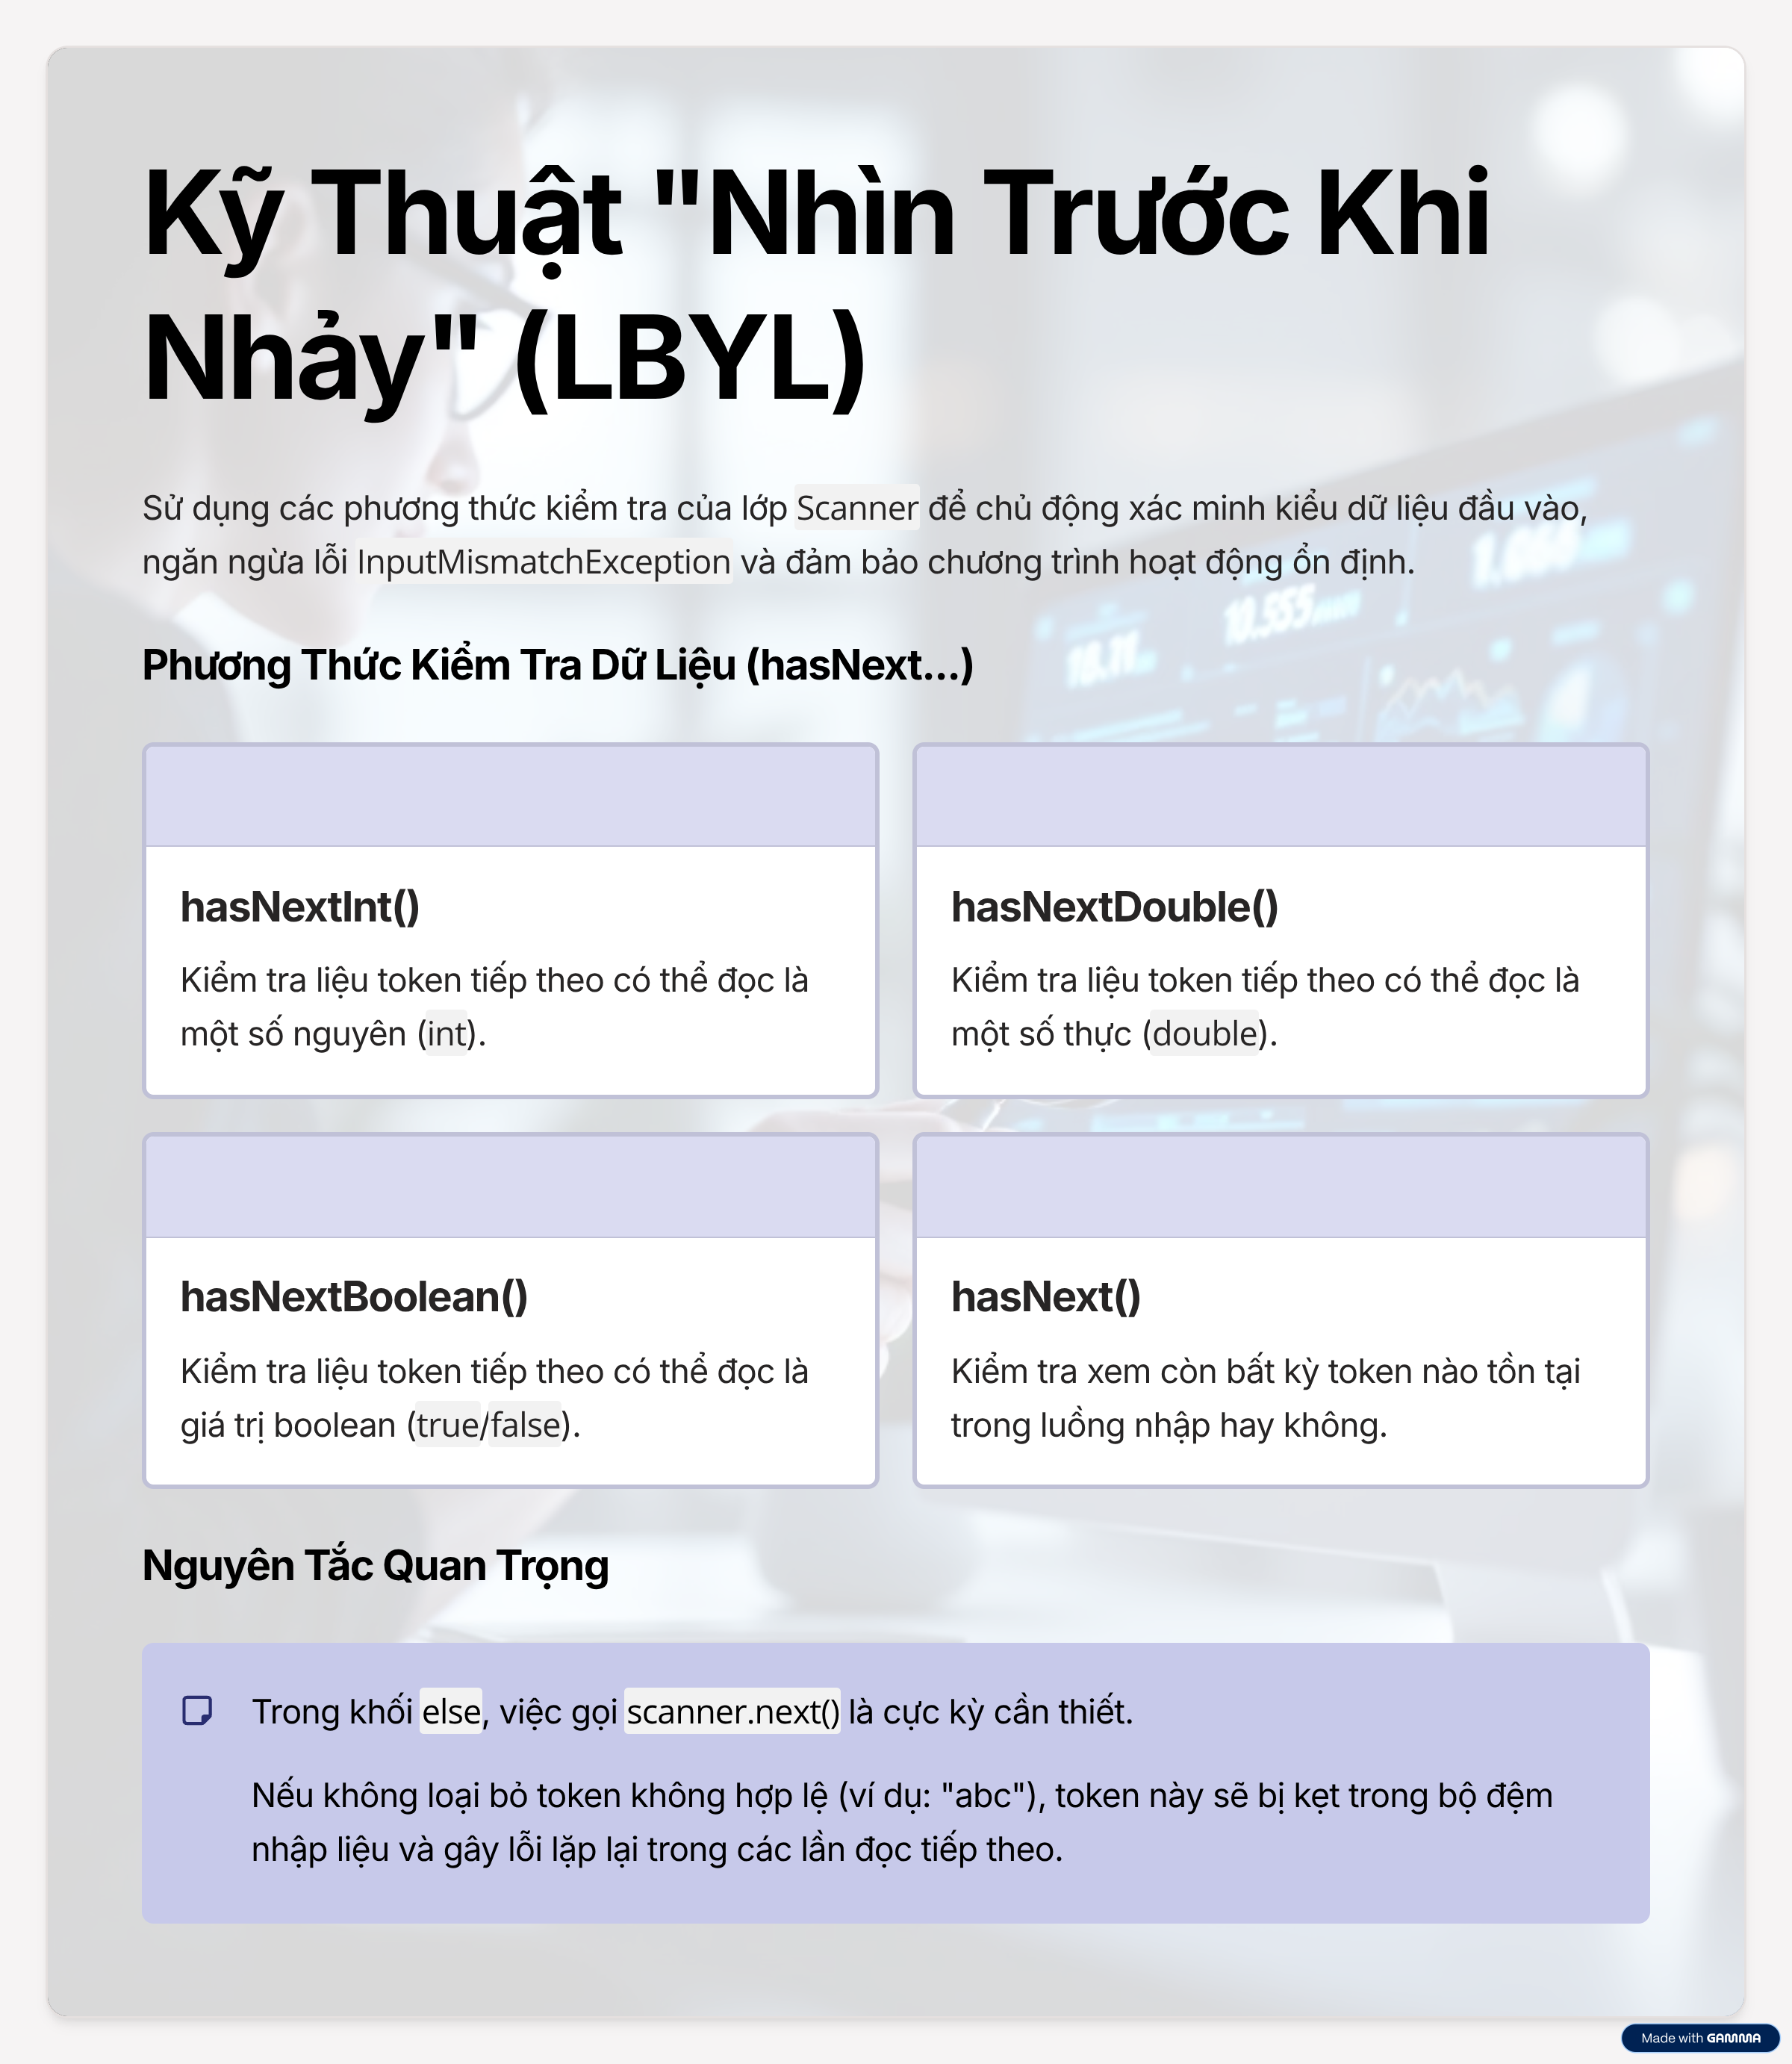 Kỹ Thuật "Nhìn Trước Khi
Nhảy" (LBYL)
Sử dụng các phương thức kiểm tra của lớp Scanner để chủ động xác minh kiểu dữ liệu đầu vào,
ngăn ngừa lỗi InputMismatchException và đảm bảo chương trình hoạt động ổn định.
18.11
10.555
1.060
Phương Thức Kiểm Tra Dữ Liệu (hasNext...)
hasNextInt()
Kiểm tra liệu token tiếp theo có thể đọc là
một số nguyên (int).
hasNextDouble()
Kiểm tra liệu token tiếp theo có thể đọc là
một số thực (double).
hasNextBoolean()
Kiểm tra liệu token tiếp theo có thể đọc là
giá trị boolean (true/false).
hasNext()
Kiểm tra xem còn bất kỳ token nào tồn tại
trong luồng nhập hay không.
Nguyên Tắc Quan Trọng
Trong khối else, việc gọi scanner.next() là cực kỳ cần thiết.
Nếu không loại bỏ token không hợp lệ (ví dụ: "abc"), token này sẽ bị kẹt trong bộ đệm
nhập liệu và gây lỗi lặp lại trong các lần đọc tiếp theo.
Made with GAMMA